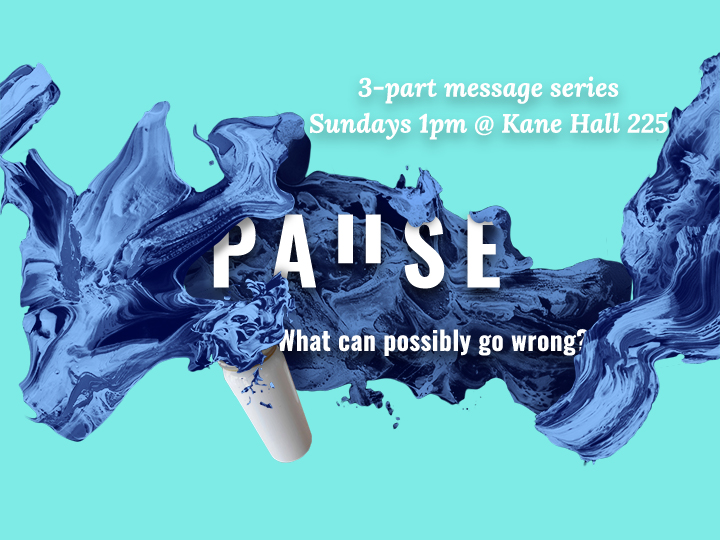 3-part message series
Sundays 1pm @ Kane Hall 225
PAUSE
What can possibly go wrong?